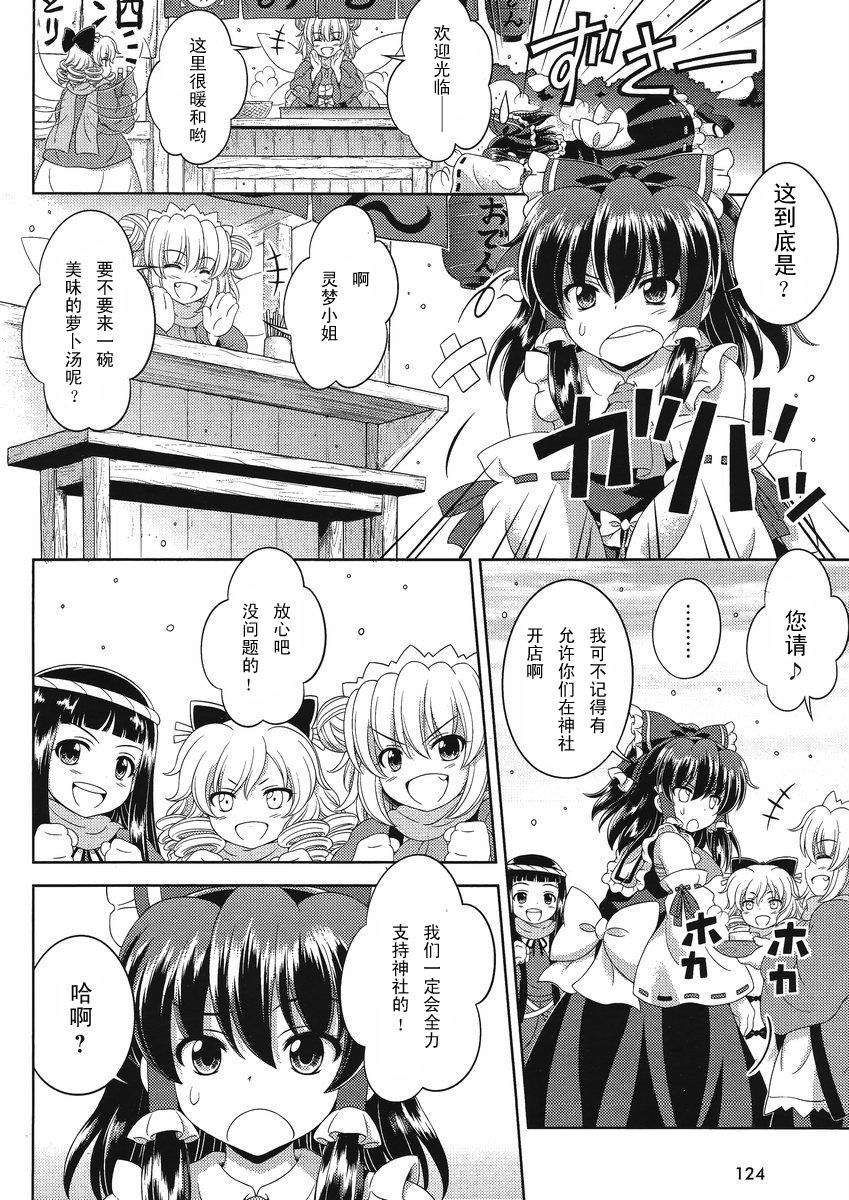 ずさー
欢迎光临——
这里很暖和哟
おでん
这到底是？
おでん
ガバッ
啊
灵梦小姐
要不要来一碗
美味的萝卜汤呢？
您请♪
………
我可不记得有
允许你们在神社
开店啊
ホカ
ホカ
放心吧
没问题的！
我们一定会全力
支持神社的！
哈啊？
124